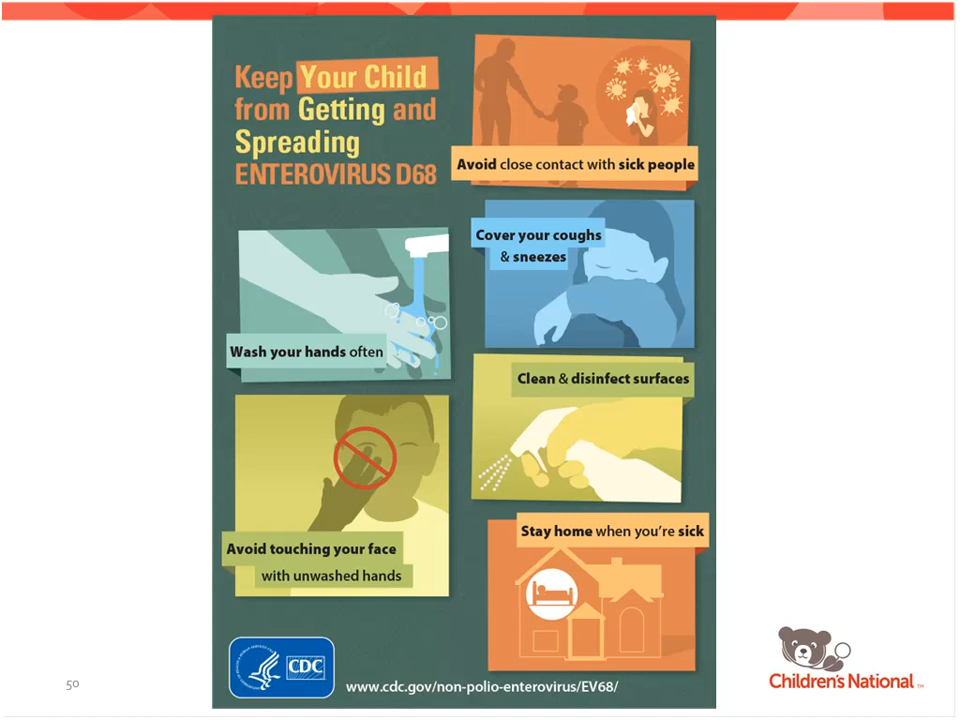 Keep Your Child
from Getting and
Spreading
ENTEROVIRUS D68
Avoid close contact with sick people
Cover your coughs
& sneezes
Wash your hands often
Clean & disinfect surfaces
Avoid touching your face
with unwashed hands
Stay home when you're sick
CDC
www.cdc.gov/non-polio-enterovirus/EV68/
50
Children's National ™